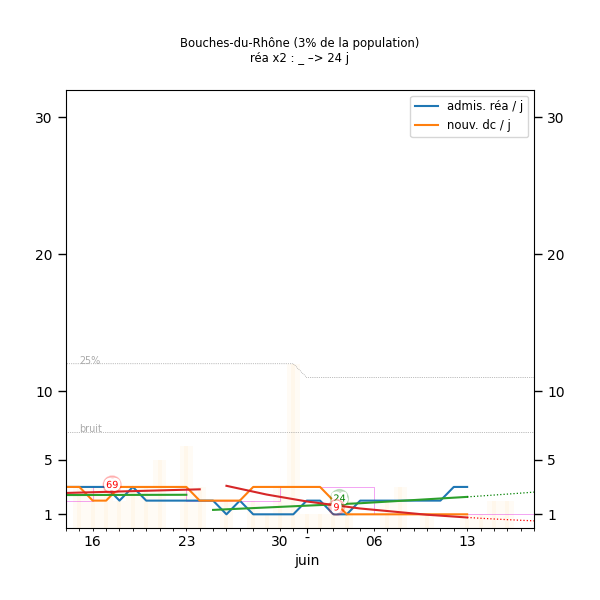 Bouches-du-Rhône (3% de la population)
réa x2 : _ –> 24 j
admis. réa / j
nouv. dc / j
30 30
20 20
25%
10 10
bruit
5 5
69
24
9
1 1
16 23 30 - 06 13
juin